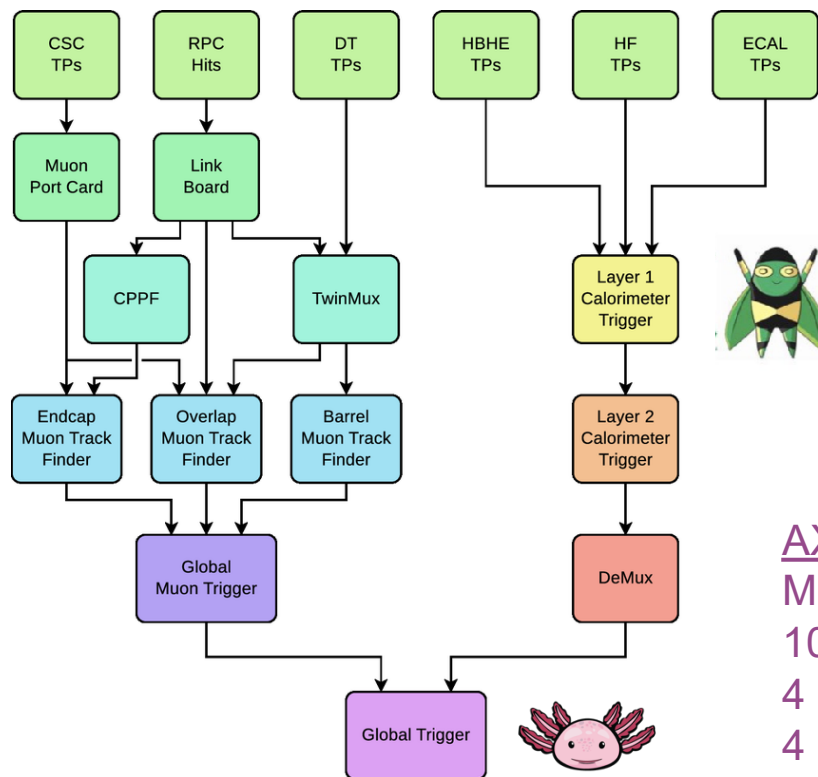 CSC
TPs
RPC
Hits
DT
TPs
HBHE
TPs
HF
TPs
ECAL
TPs
Muon
Port Card
Link
Board
CPPF
TwinMux
Layer 1
Calorimeter
Trigger
Endcap
Muon Track
Finder
Overlap
Muon Track
Finder
Barrel
Muon Track
Finder
Layer 2
Calorimeter
Trigger
Global
Muon Trigger
DeMux
Global Trigger
4
4